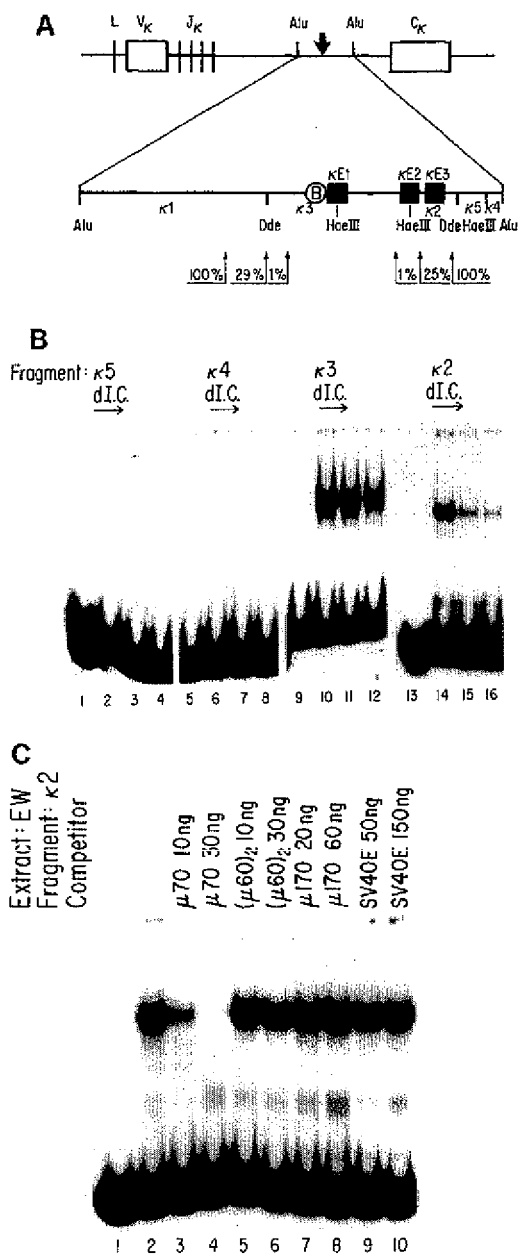 A
L Vκ Jκ Alu Alu Cκ
B κE1 κE2 κE3
κ1 κ3 κ2 κ5 κ4
Alu Dde HaeIII HaeIII Dde HaeIII Alu
100% 29% 1% 1% 25% 100%
B
Fragment: κ5 κ4 κ3 κ2
dI.C. dI.C. dI.C. dI.C.
1 2 3 4 5 6 7 8 9 10 11 12 13 14 15 16
C
Extract: EW
Fragment: κ2
Competitor
μ70 10ng
μ70 30ng
(μ60)2 10ng
(μ60)2 30ng
μ170 20ng
μ170 60ng
SV40E 50ng
SV40E 150ng
1 2 3 4 5 6 7 8 9 10